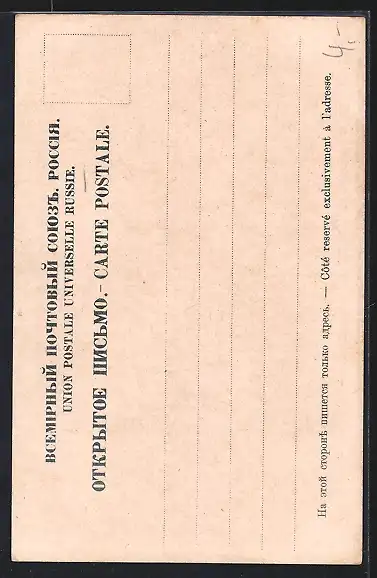 ВСЕМІРНЫЙ ПОЧТОВЫЙ СОЮЗЪ. РОССІЯ.
UNION POSTALE UNIVERSELLE RUSSIE.
ОТКРЫТОЕ ПИСЬМО.–CARTE POSTALE.
На этой сторонѣ пишется только адресъ. — Côté reservé exclusivement à l'adresse.
4.-